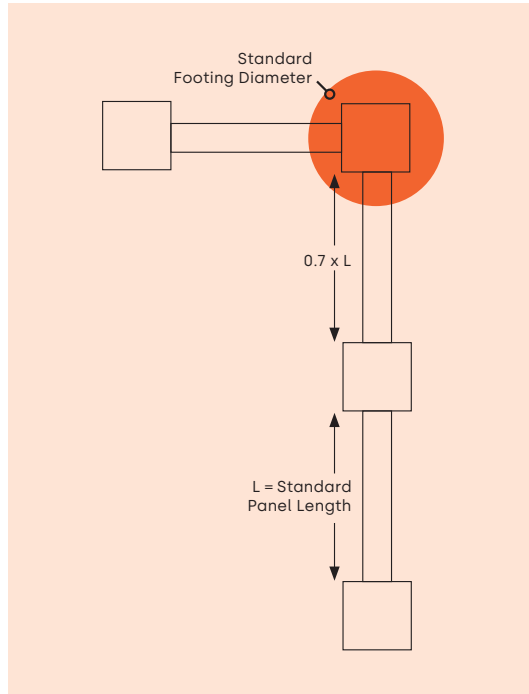 Standard
Footing Diameter
0.7 x L
L = Standard
Panel Length